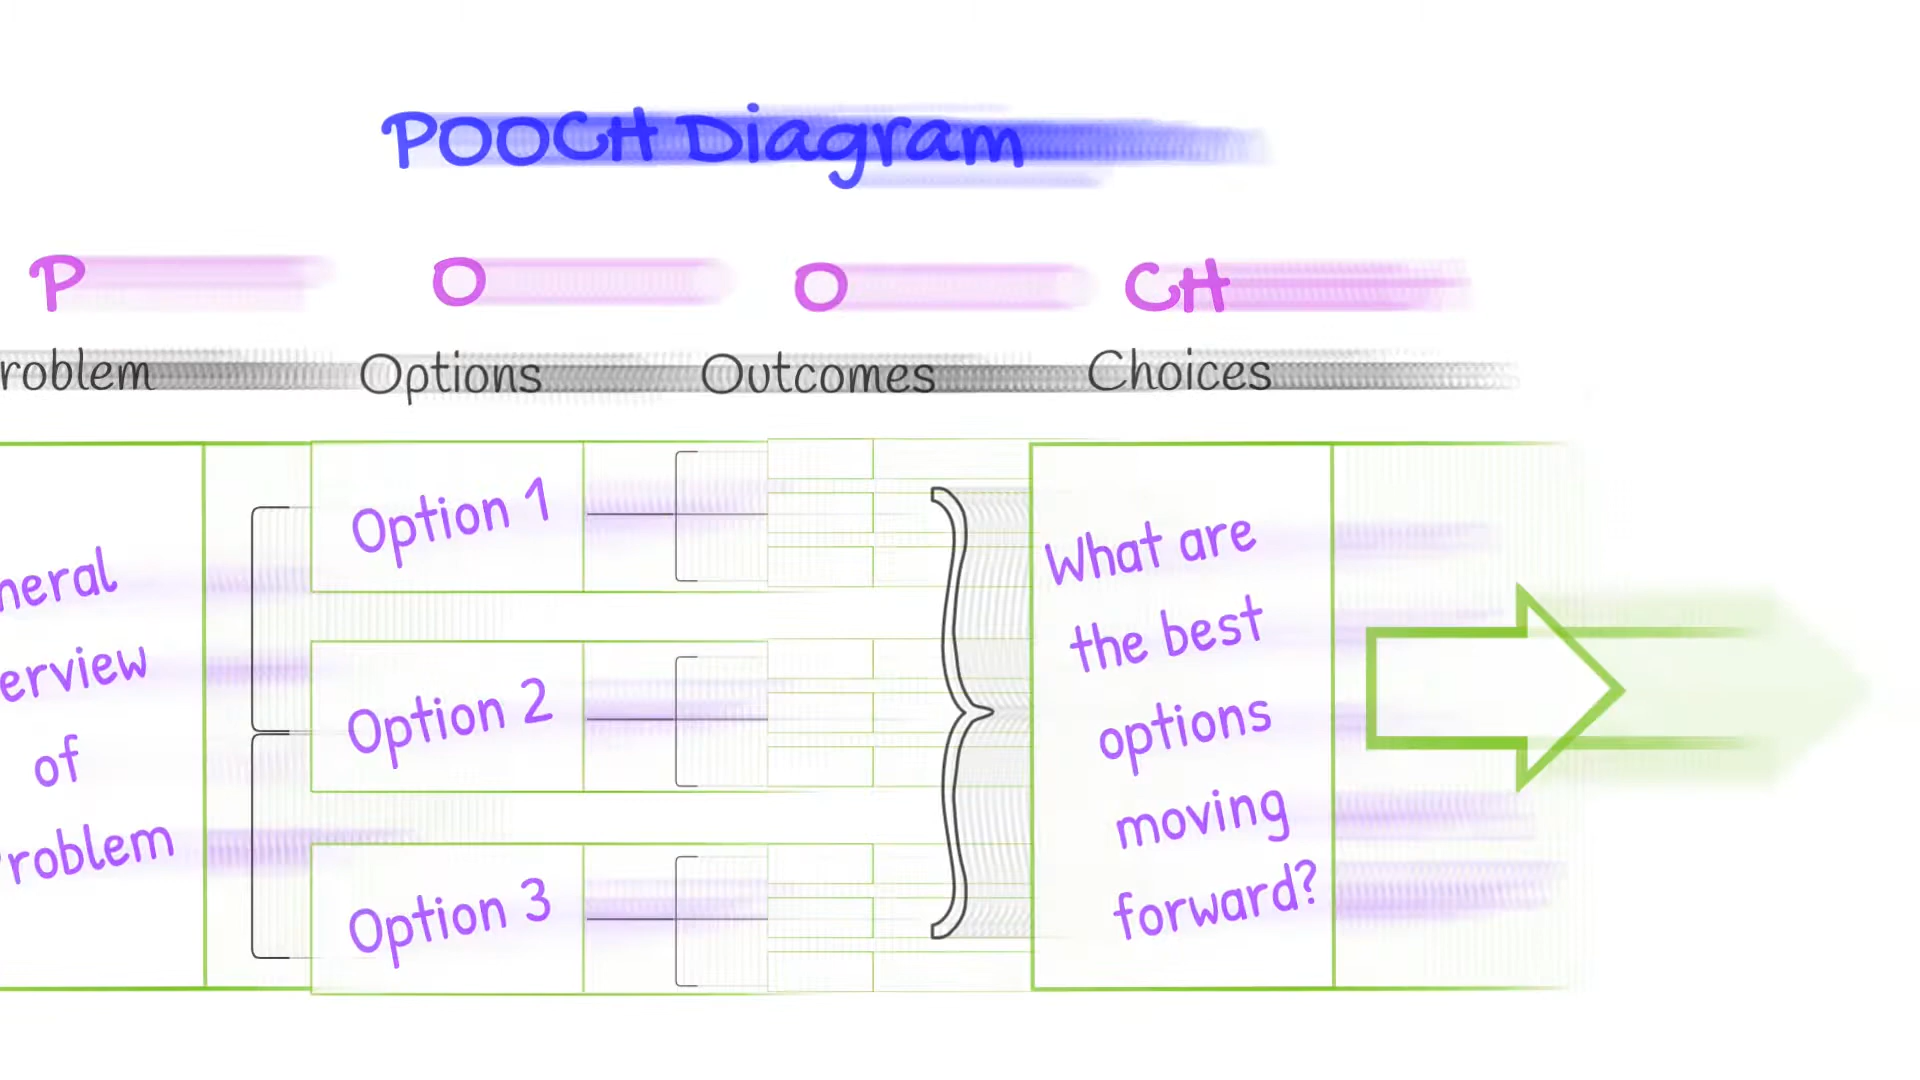 POOCH Diagram
P O O CH
roblem Options Outcomes Choices
neral
erview
of
roblem
Option 1
Option 2
Option 3
What are
the best
options
moving
forward?